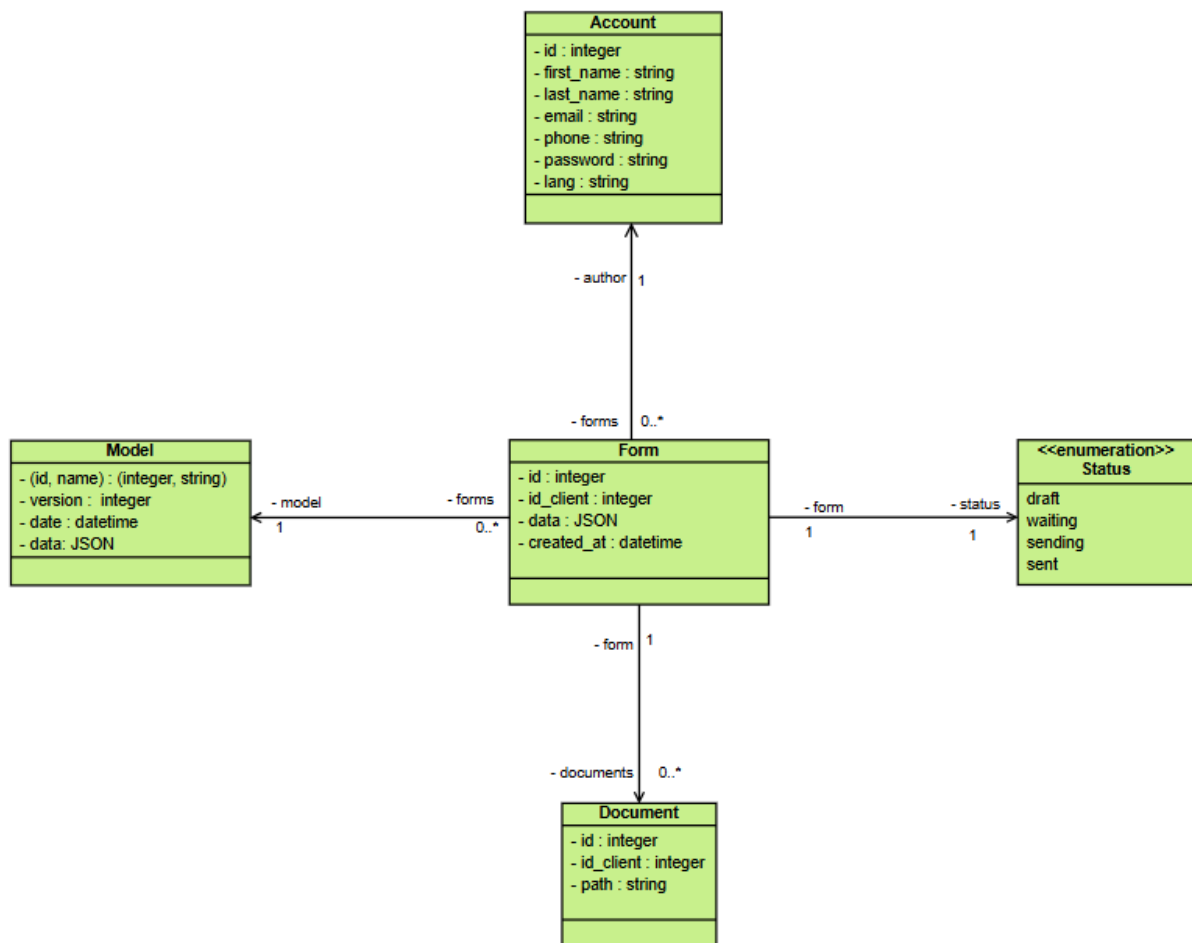 Account
- id : integer
- first_name : string
- last_name : string
- email : string
- phone : string
- password : string
- lang : string
- author
1
- forms
0..*
Model
- (id, name) : (integer, string)
- version :  integer
- date : datetime
- data: JSON
- model
1
- forms
0..*
Form
- id : integer
- id_client : integer
- data : JSON
- created_at : datetime
- form
1
- status
1
<<enumeration>>
Status
draft
waiting
sending
sent
- form
1
- documents
0..*
Document
- id : integer
- id_client : integer
- path : string